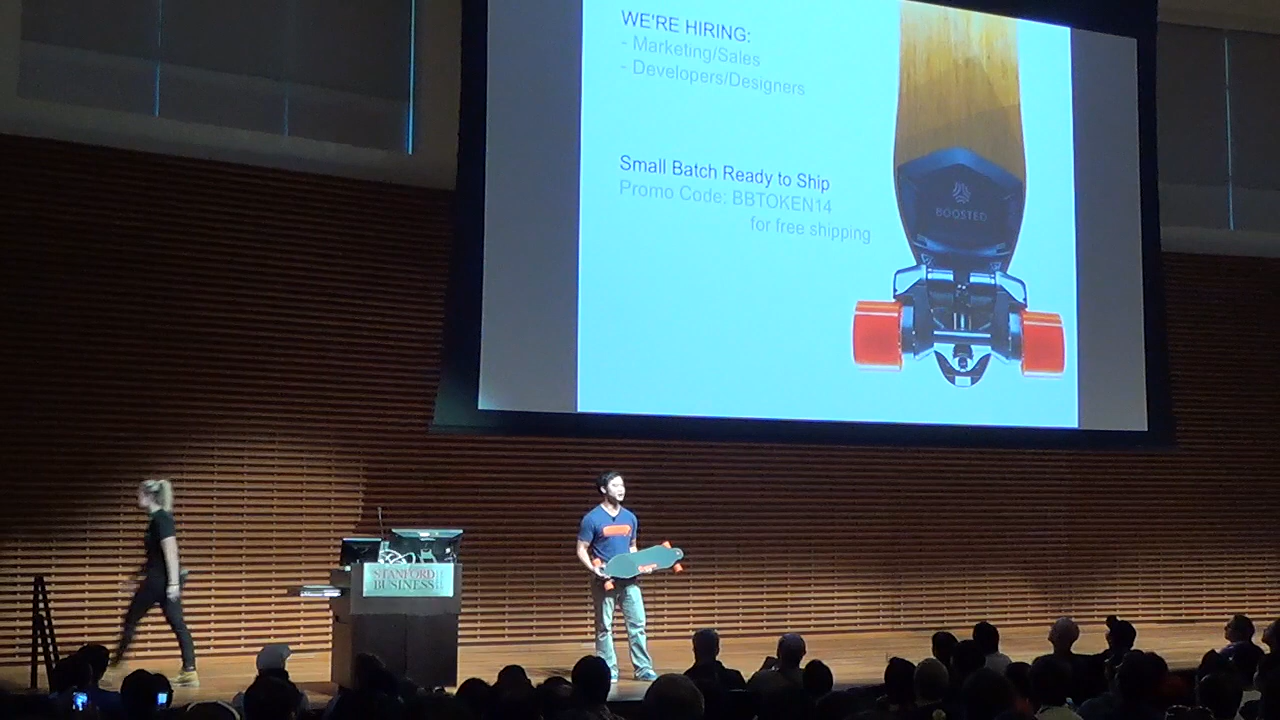 WE'RE HIRING:
- Marketing/Sales
- Developers/Designers
Small Batch Ready to Ship
Promo Code: BBTOKEN14
for free shipping
BOOSTED
STANFORD
BUSINESS